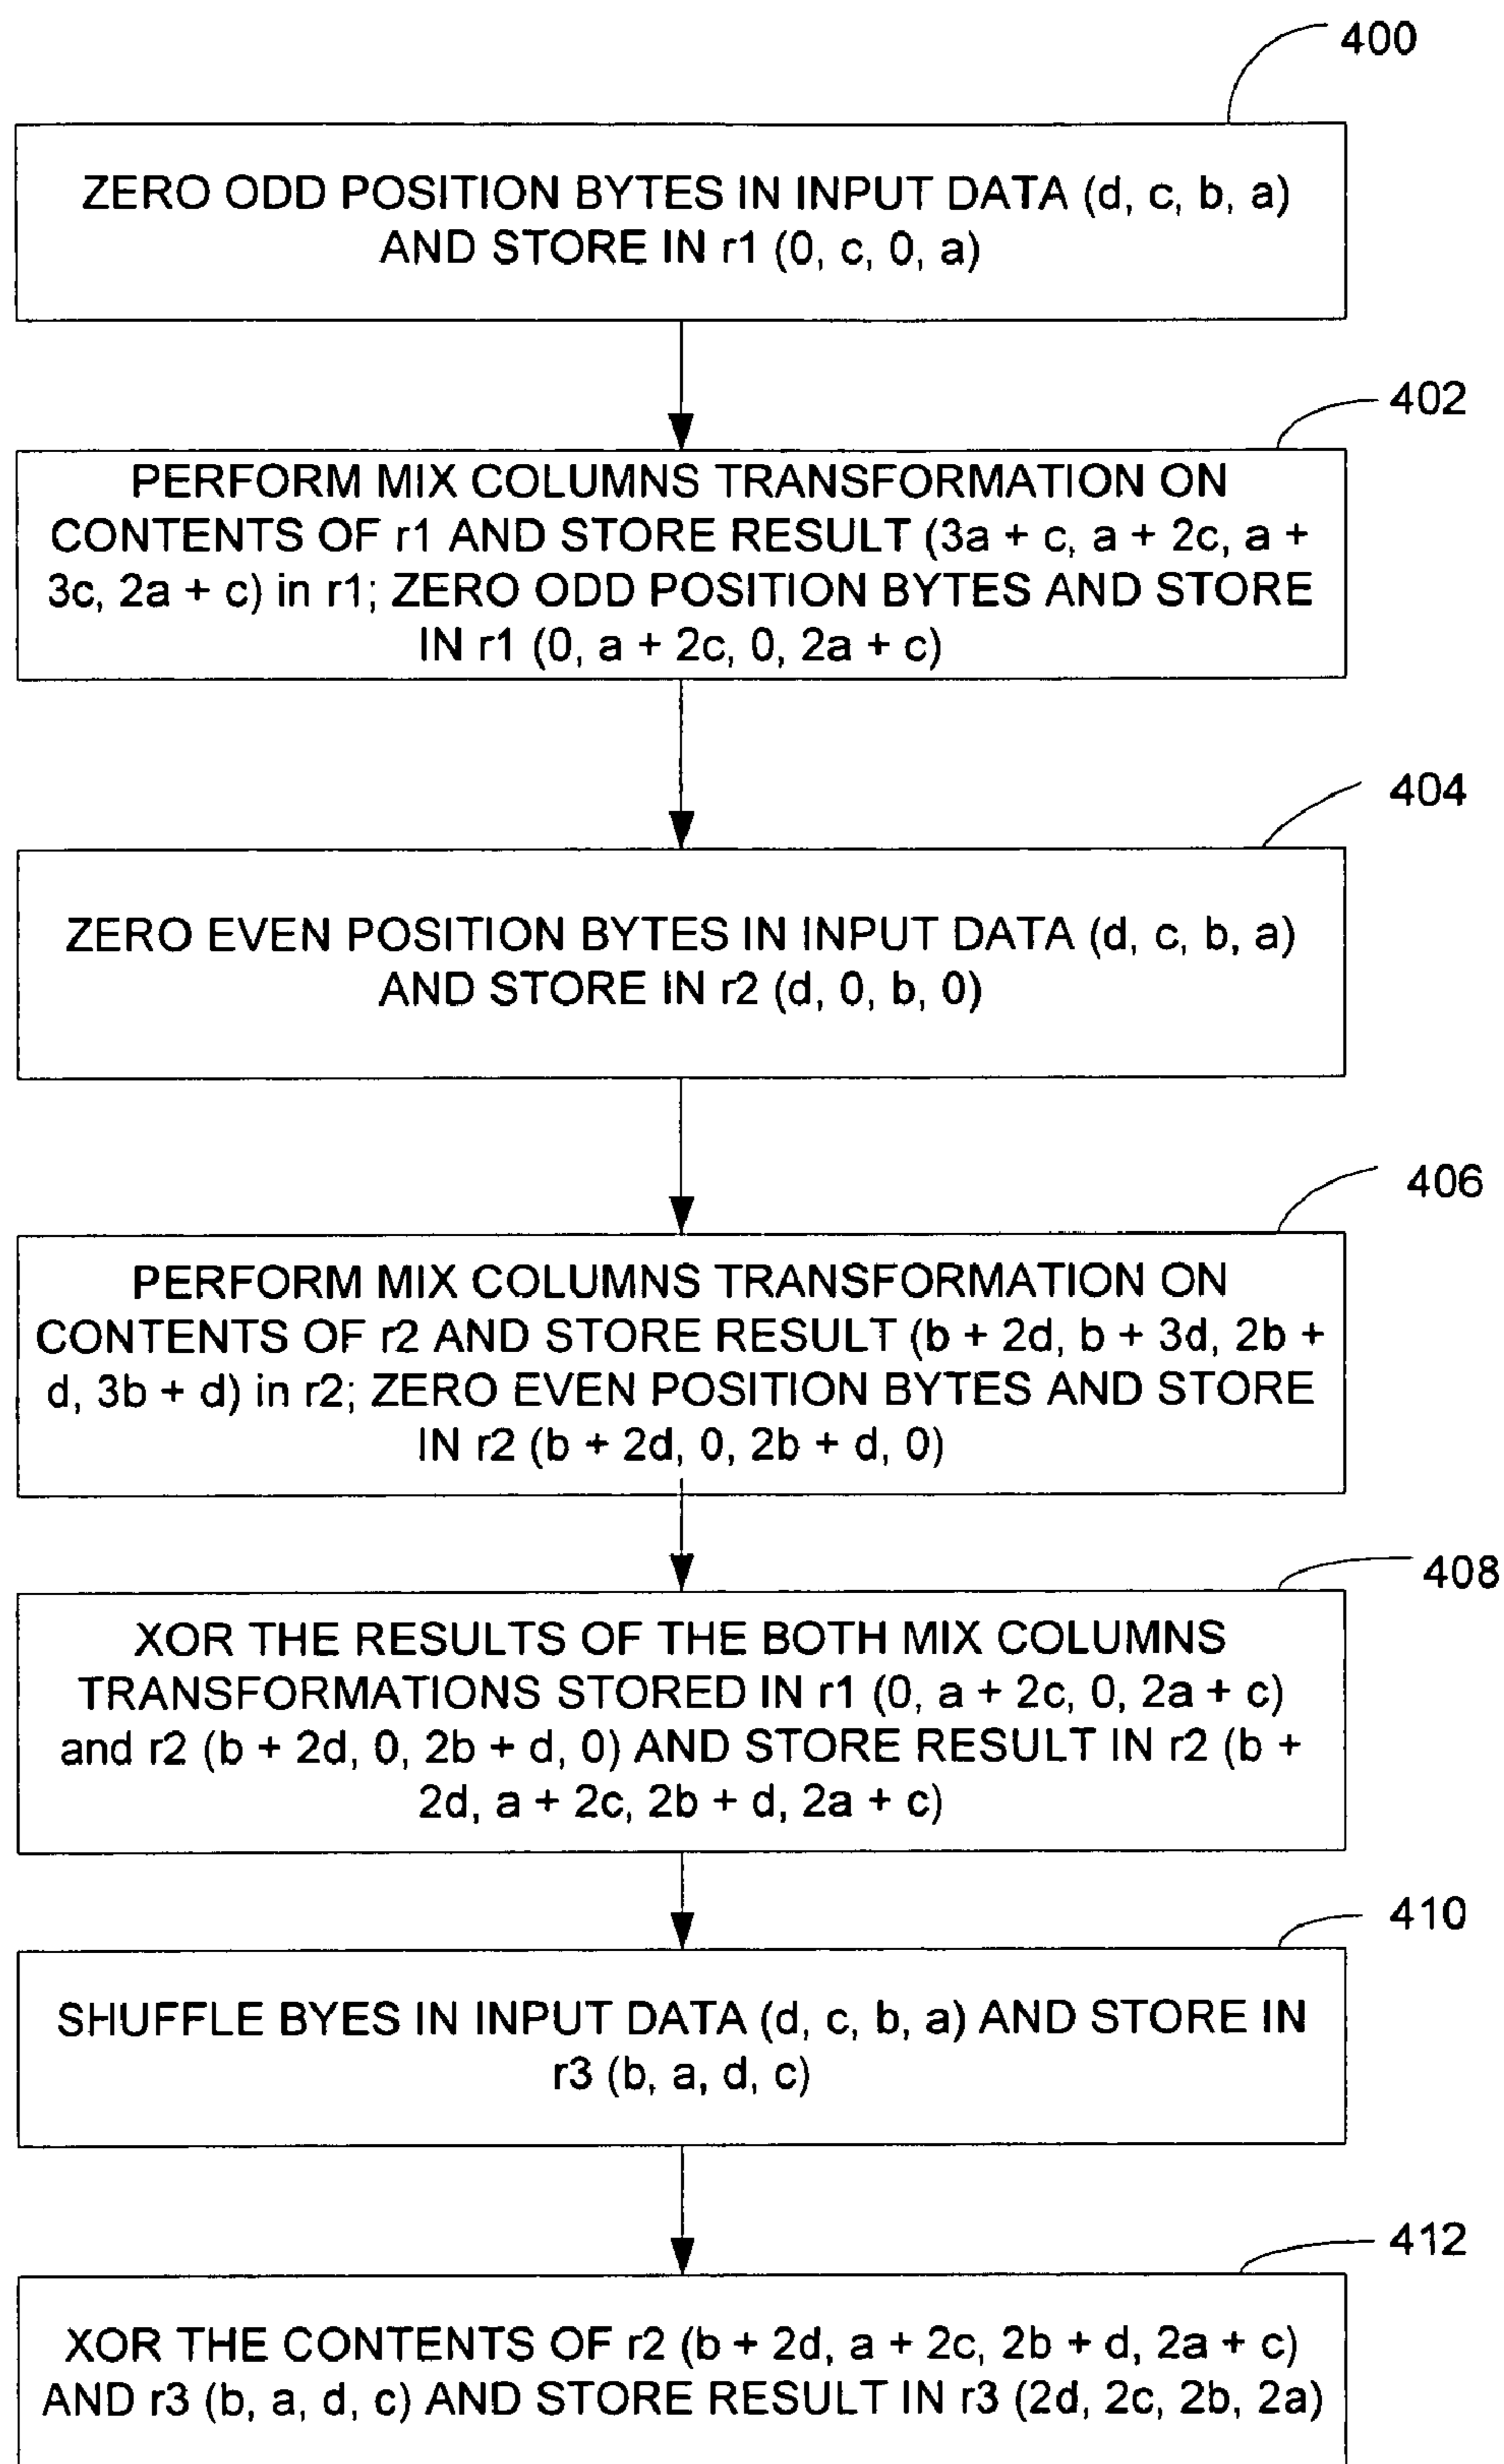 400
ZERO ODD POSITION BYTES IN INPUT DATA (d, c, b, a)
AND STORE IN r1 (0, c, 0, a)
402
PERFORM MIX COLUMNS TRANSFORMATION ON
CONTENTS OF r1 AND STORE RESULT (3a + c, a + 2c, a +
3c, 2a + c) in r1; ZERO ODD POSITION BYTES AND STORE
IN r1 (0, a + 2c, 0, 2a + c)
404
ZERO EVEN POSITION BYTES IN INPUT DATA (d, c, b, a)
AND STORE IN r2 (d, 0, b, 0)
406
PERFORM MIX COLUMNS TRANSFORMATION ON
CONTENTS OF r2 AND STORE RESULT (b + 2d, b + 3d, 2b +
d, 3b + d) in r2; ZERO EVEN POSITION BYTES AND STORE
IN r2 (b + 2d, 0, 2b + d, 0)
408
XOR THE RESULTS OF THE BOTH MIX COLUMNS
TRANSFORMATIONS STORED IN r1 (0, a + 2c, 0, 2a + c)
and r2 (b + 2d, 0, 2b + d, 0) AND STORE RESULT IN r2 (b +
2d, a + 2c, 2b + d, 2a + c)
410
SHUFFLE BYES IN INPUT DATA (d, c, b, a) AND STORE IN
r3 (b, a, d, c)
412
XOR THE CONTENTS OF r2 (b + 2d, a + 2c, 2b + d, 2a + c)
AND r3 (b, a, d, c) AND STORE RESULT IN r3 (2d, 2c, 2b, 2a)